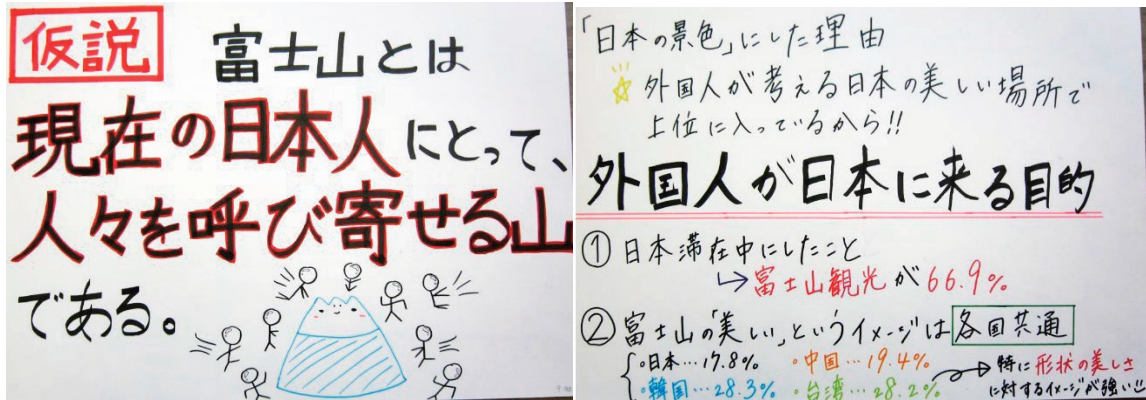 仮説
富士山とは
現在の日本人にとって、
人々を呼び寄せる山
である。
「日本の景色」にした理由
外国人が考える日本の美しい場所で
上位に入っているから!!
外国人が日本に来る目的
① 日本滞在中にしたこと
↳ 富士山観光が66.9%
② 富士山の「美しい」というイメージは 各国共通
・日本…17.8% ・中国…19.4%
・韓国…28.3% ・台湾…28.2%
→ 特に形状の美しさ
に対するイメージが強い!!